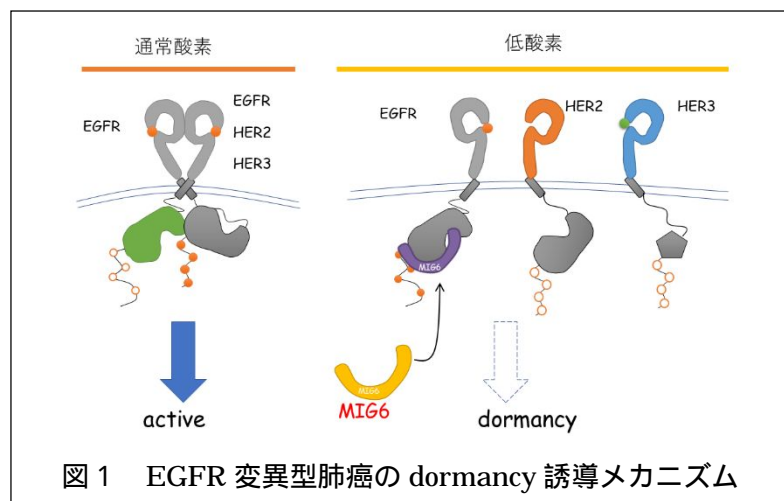 通常酸素
低酸素
EGFR
EGFR
HER2
HER3
EGFR
HER2
HER3
MIG6
MIG6
MIG6
active
dormancy
図1 EGFR 変異型肺癌の dormancy 誘導メカニズム